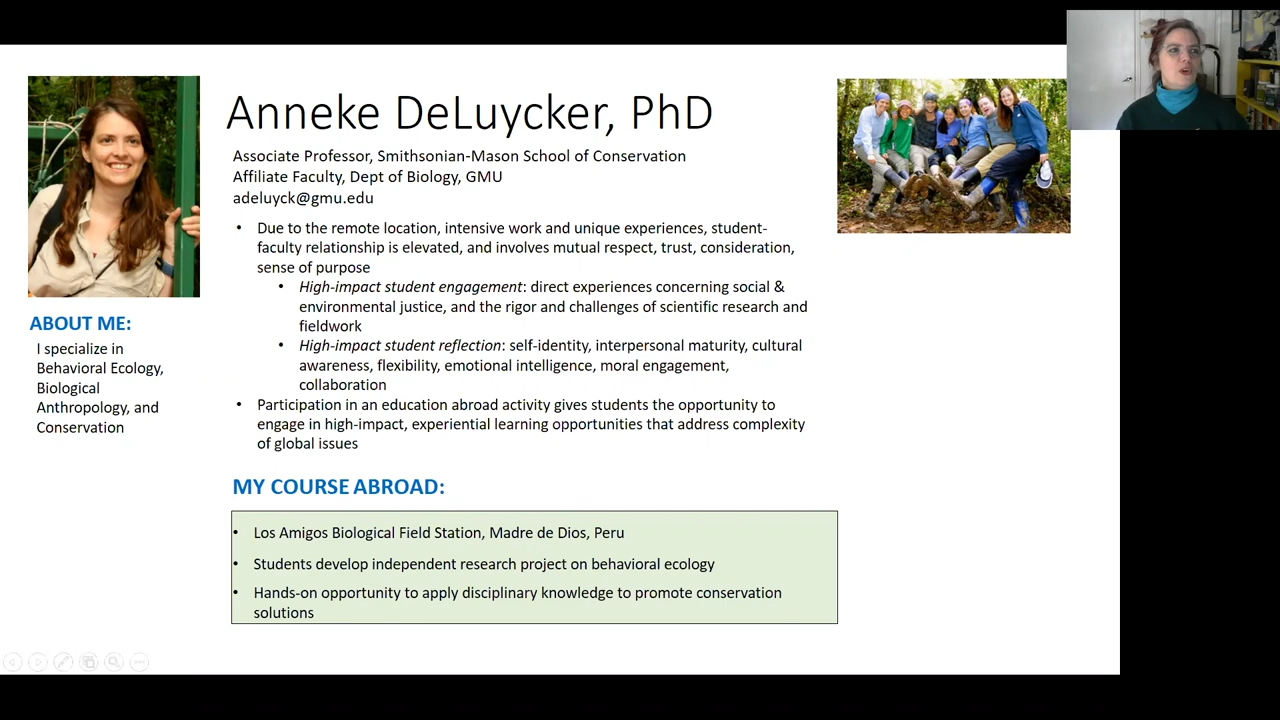 Anneke DeLuycker, PhD
Associate Professor, Smithsonian-Mason School of Conservation
Affiliate Faculty, Dept of Biology, GMU
adeluyck@gmu.edu
• Due to the remote location, intensive work and unique experiences, student-
faculty relationship is elevated, and involves mutual respect, trust, consideration,
sense of purpose
• High-impact student engagement: direct experiences concerning social &
environmental justice, and the rigor and challenges of scientific research and
fieldwork
• High-impact student reflection: self-identity, interpersonal maturity, cultural
awareness, flexibility, emotional intelligence, moral engagement,
collaboration
• Participation in an education abroad activity gives students the opportunity to
engage in high-impact, experiential learning opportunities that address complexity
of global issues
ABOUT ME:
I specialize in
Behavioral Ecology,
Biological
Anthropology, and
Conservation
MY COURSE ABROAD:
• Los Amigos Biological Field Station, Madre de Dios, Peru
• Students develop independent research project on behavioral ecology
• Hands-on opportunity to apply disciplinary knowledge to promote conservation
solutions